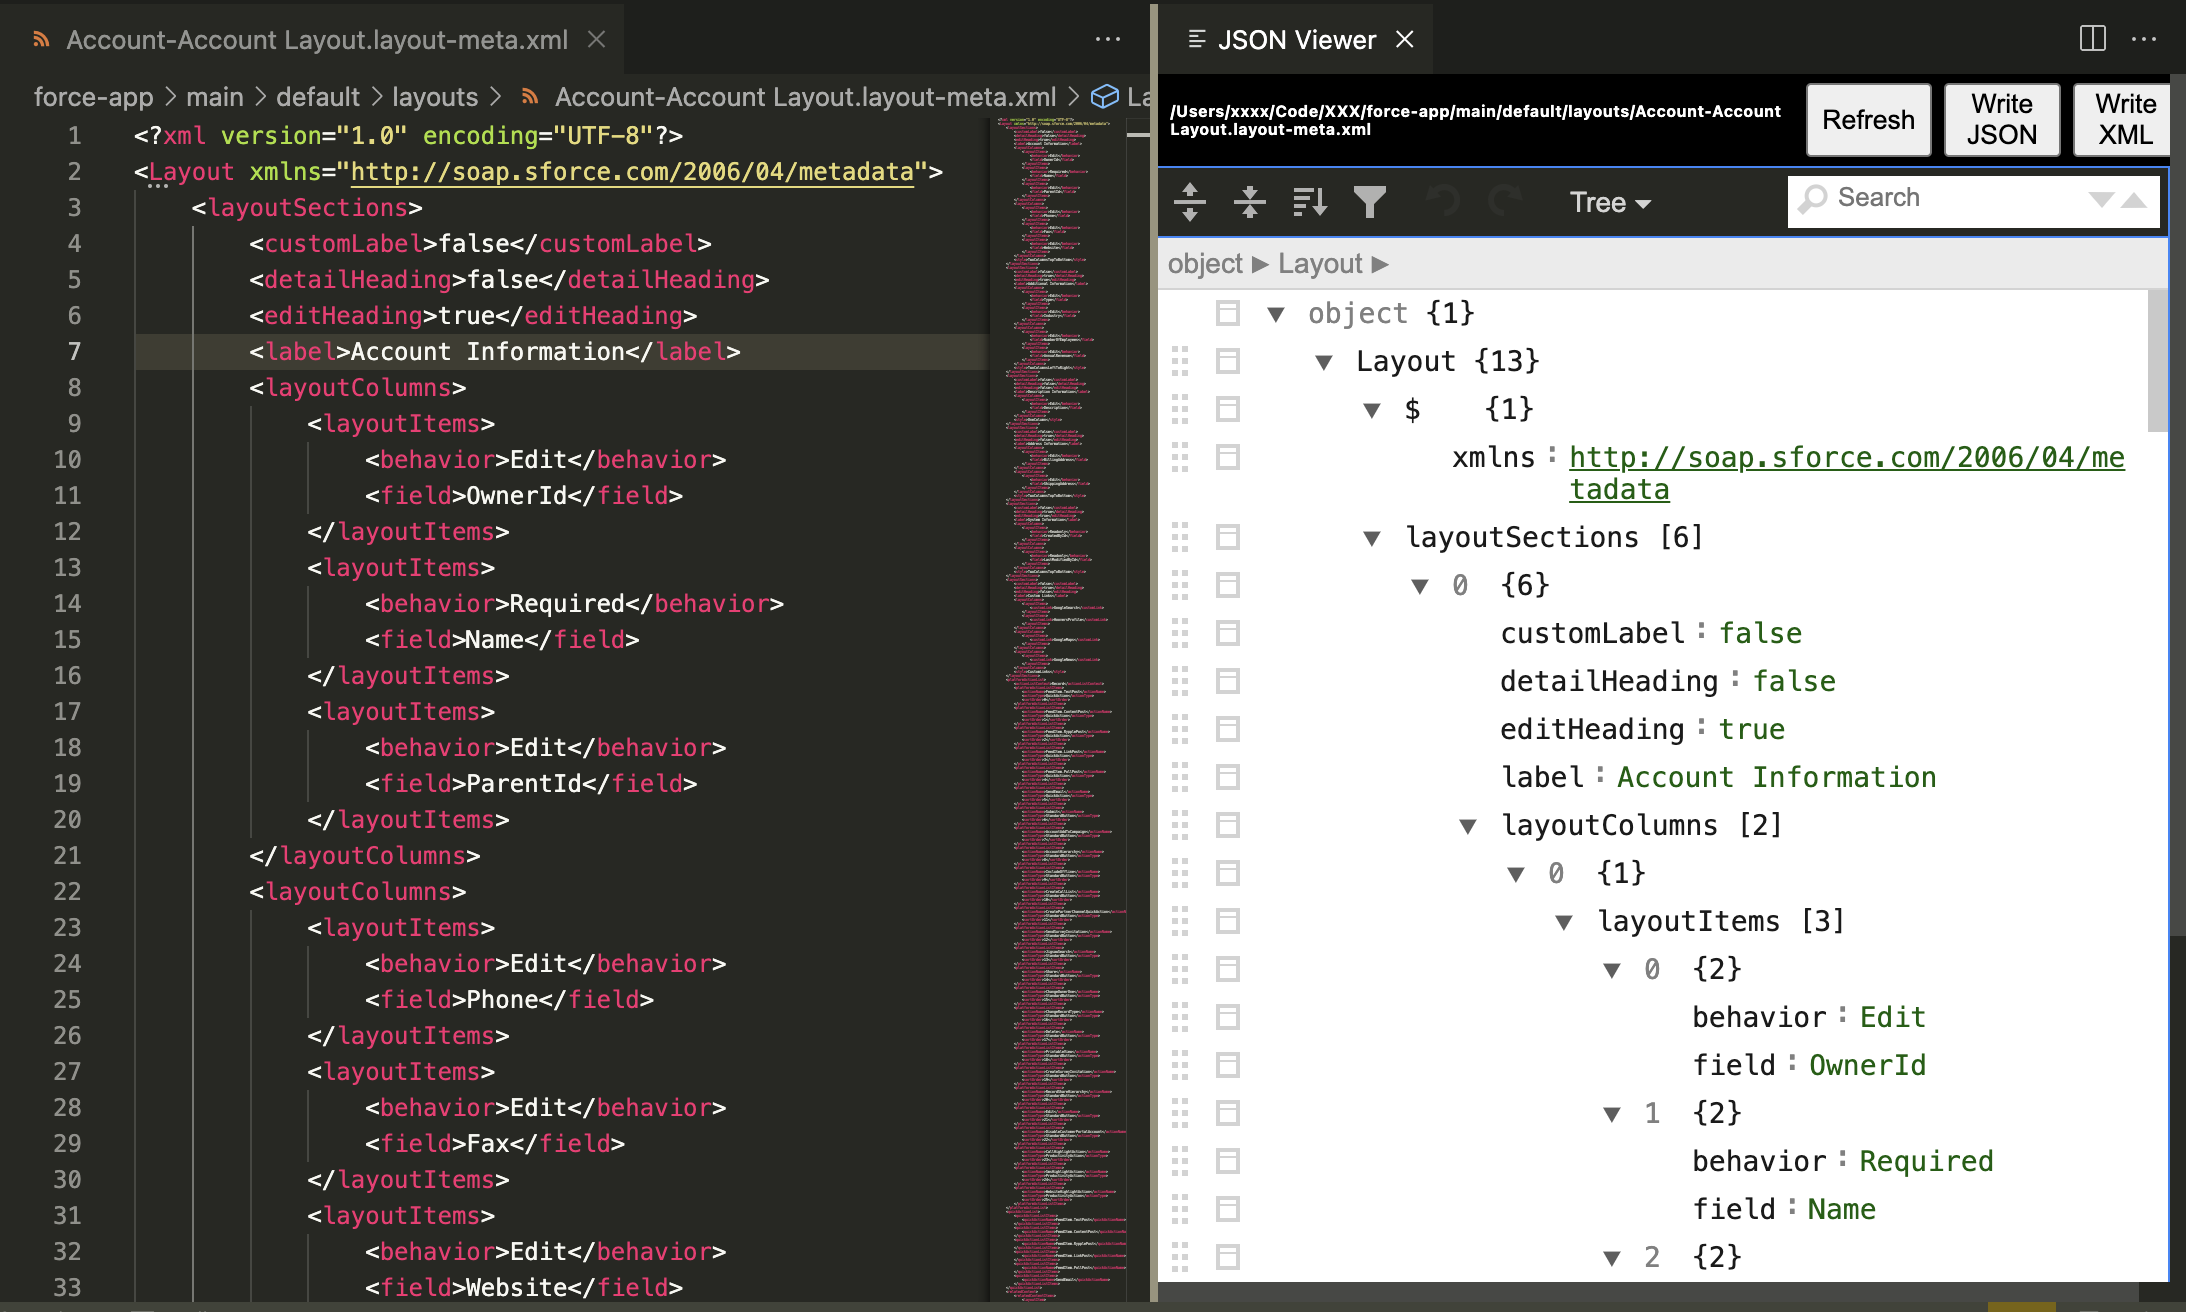 Account-Account Layout.layout-meta.xml
force-app > main > default > layouts > Account-Account Layout.layout-meta.xml > La
1 <?xml version="1.0" encoding="UTF-8"?>
2 <Layout xmlns="http://soap.sforce.com/2006/04/metadata">
3 <layoutSections>
4 <customLabel>false</customLabel>
5 <detailHeading>false</detailHeading>
6 <editHeading>true</editHeading>
7 <label>Account Information</label>
8 <layoutColumns>
9 <layoutItems>
10 <behavior>Edit</behavior>
11 <field>OwnerId</field>
12 </layoutItems>
13 <layoutItems>
14 <behavior>Required</behavior>
15 <field>Name</field>
16 </layoutItems>
17 <layoutItems>
18 <behavior>Edit</behavior>
19 <field>ParentId</field>
20 </layoutItems>
21 </layoutColumns>
22 <layoutColumns>
23 <layoutItems>
24 <behavior>Edit</behavior>
25 <field>Phone</field>
26 </layoutItems>
27 <layoutItems>
28 <behavior>Edit</behavior>
29 <field>Fax</field>
30 </layoutItems>
31 <layoutItems>
32 <behavior>Edit</behavior>
33 <field>Website</field>
JSON Viewer
/Users/xxxx/Code/XXX/force-app/main/default/layouts/Account-Account
Layout.layout-meta.xml
Refresh
Write
JSON
Write
XML
Tree
Search
object ► Layout ►
object {1}
Layout {13}
$ {1}
xmlns : http://soap.sforce.com/2006/04/me
tadata
layoutSections [6]
0 {6}
customLabel : false
detailHeading : false
editHeading : true
label : Account Information
layoutColumns [2]
0 {1}
layoutItems [3]
0 {2}
behavior : Edit
field : OwnerId
1 {2}
behavior : Required
field : Name
2 {2}